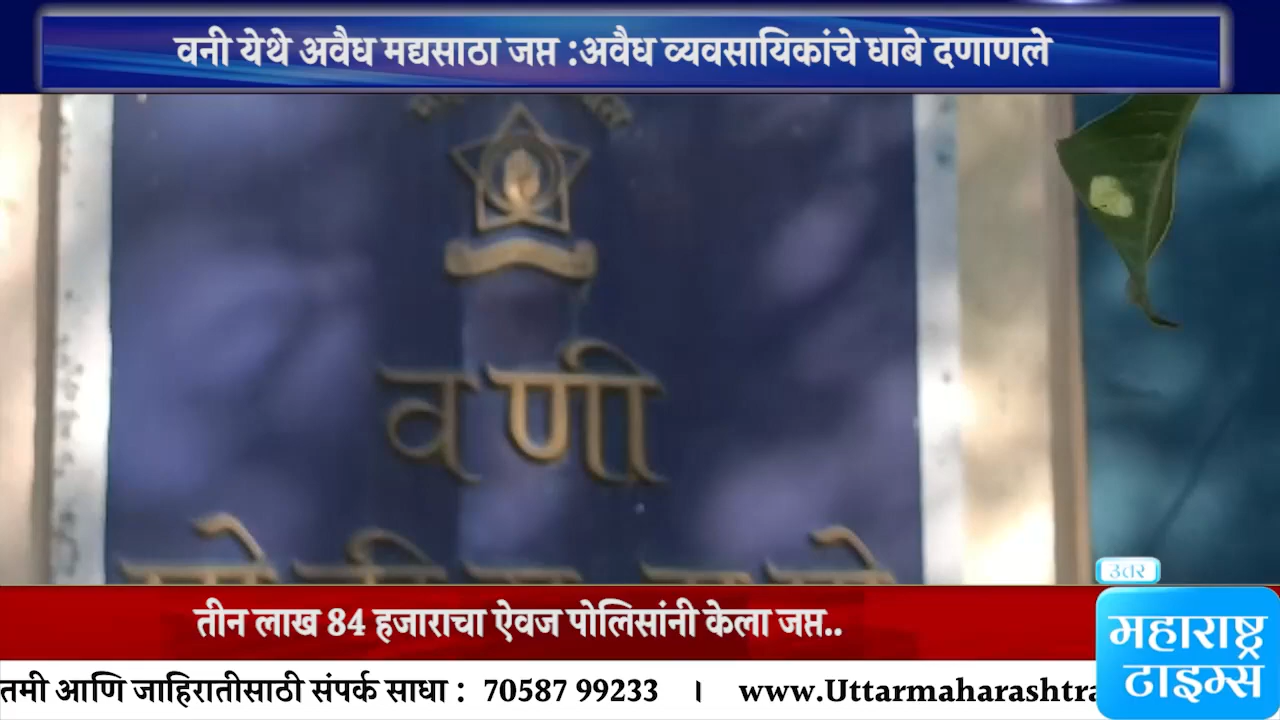 वनी येथे अवैध मद्यसाठा जप्त :अवैध व्यवसायिकांचे धाबे दणाणले
वणी
तीन लाख 84 हजाराचा ऐवज पोलिसांनी केला जप्त..
उत्तर
महाराष्ट्र
टाइम्स
तमी आणि जाहिरातीसाठी संपर्क साधा : 70587 99233 । www.Uttarmaharashtra